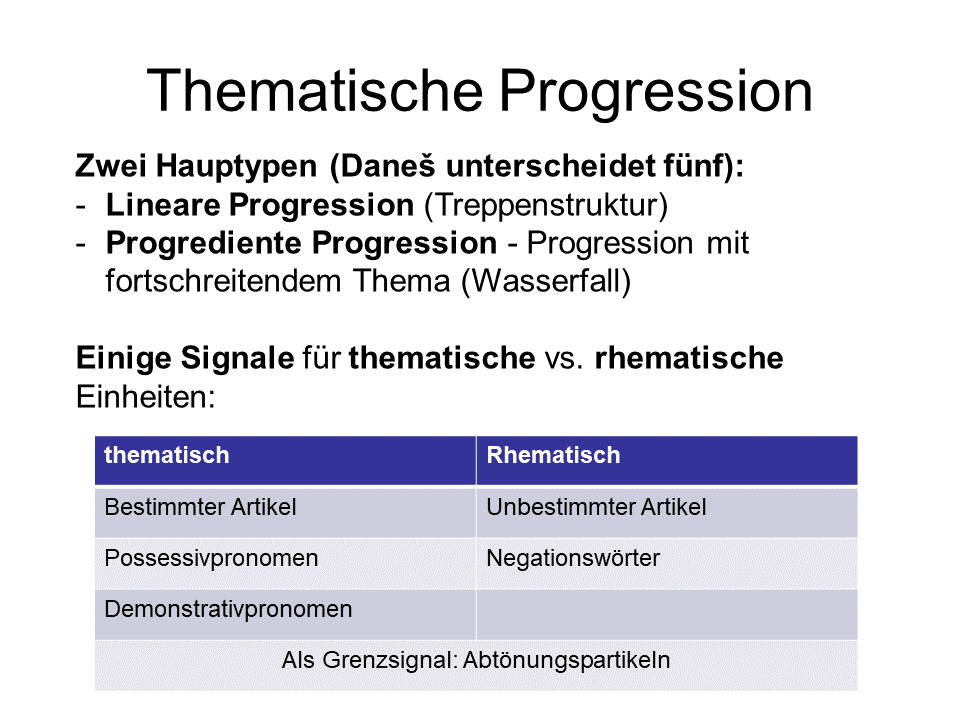 Thematische Progression
Zwei Haupttypen (Daneš unterscheidet fünf):
- Lineare Progression (Treppenstruktur)
- Progrediente Progression - Progression mit
fortschreitendem Thema (Wasserfall)
Einige Signale für thematische vs. rhematische
Einheiten:
thematisch Rhematisch
Bestimmter Artikel Unbestimmter Artikel
Possessivpronomen Negationswörter
Demonstrativpronomen
Als Grenzsignal: Abtönungspartikeln